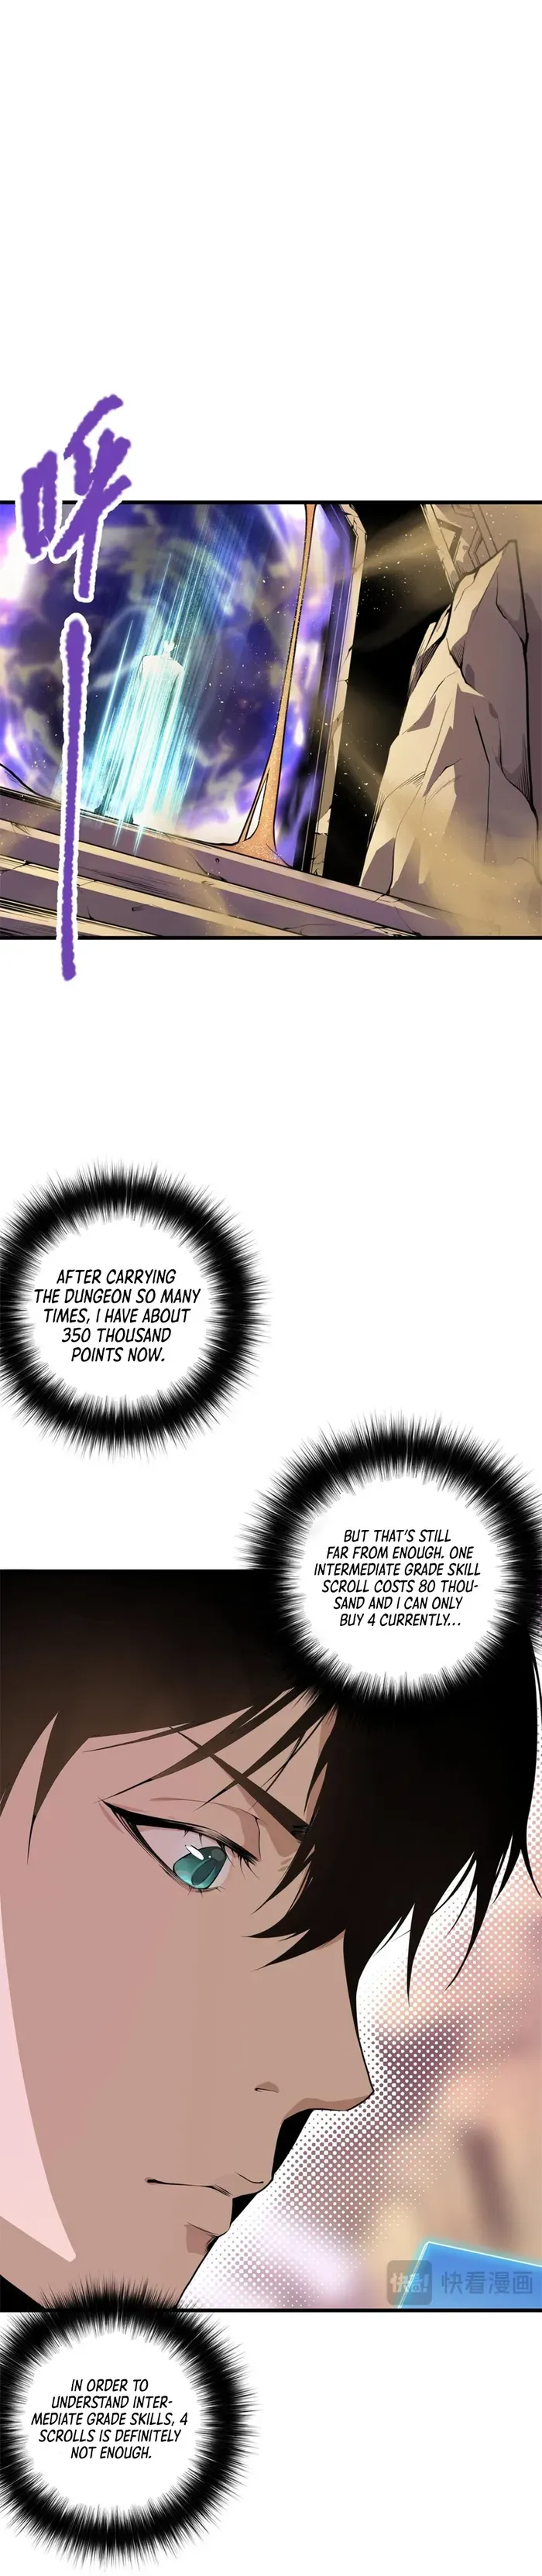 AFTER CARRYING
THE DUNGEON SO MANY
TIMES, I HAVE ABOUT
350 THOUSAND
POINTS NOW.
BUT THAT'S STILL
FAR FROM ENOUGH. ONE
INTERMEDIATE GRADE SKILL
SCROLL COSTS 80 THOU-
SAND AND I CAN ONLY
BUY 4 CURRENTLY...
快看!
快看漫画
IN ORDER TO
UNDERSTAND INTER-
MEDIATE GRADE SKILLS, 4
SCROLLS IS DEFINITELY
NOT ENOUGH.